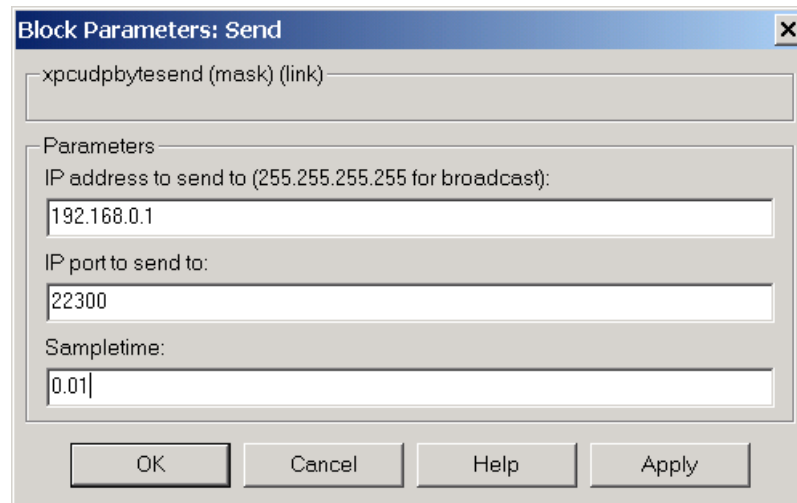 Block Parameters: Send
xpcudpbytesend (mask) (link)
Parameters
IP address to send to (255.255.255.255 for broadcast):
192.168.0.1
IP port to send to:
22300
Sampletime:
0.01
OK Cancel Help Apply